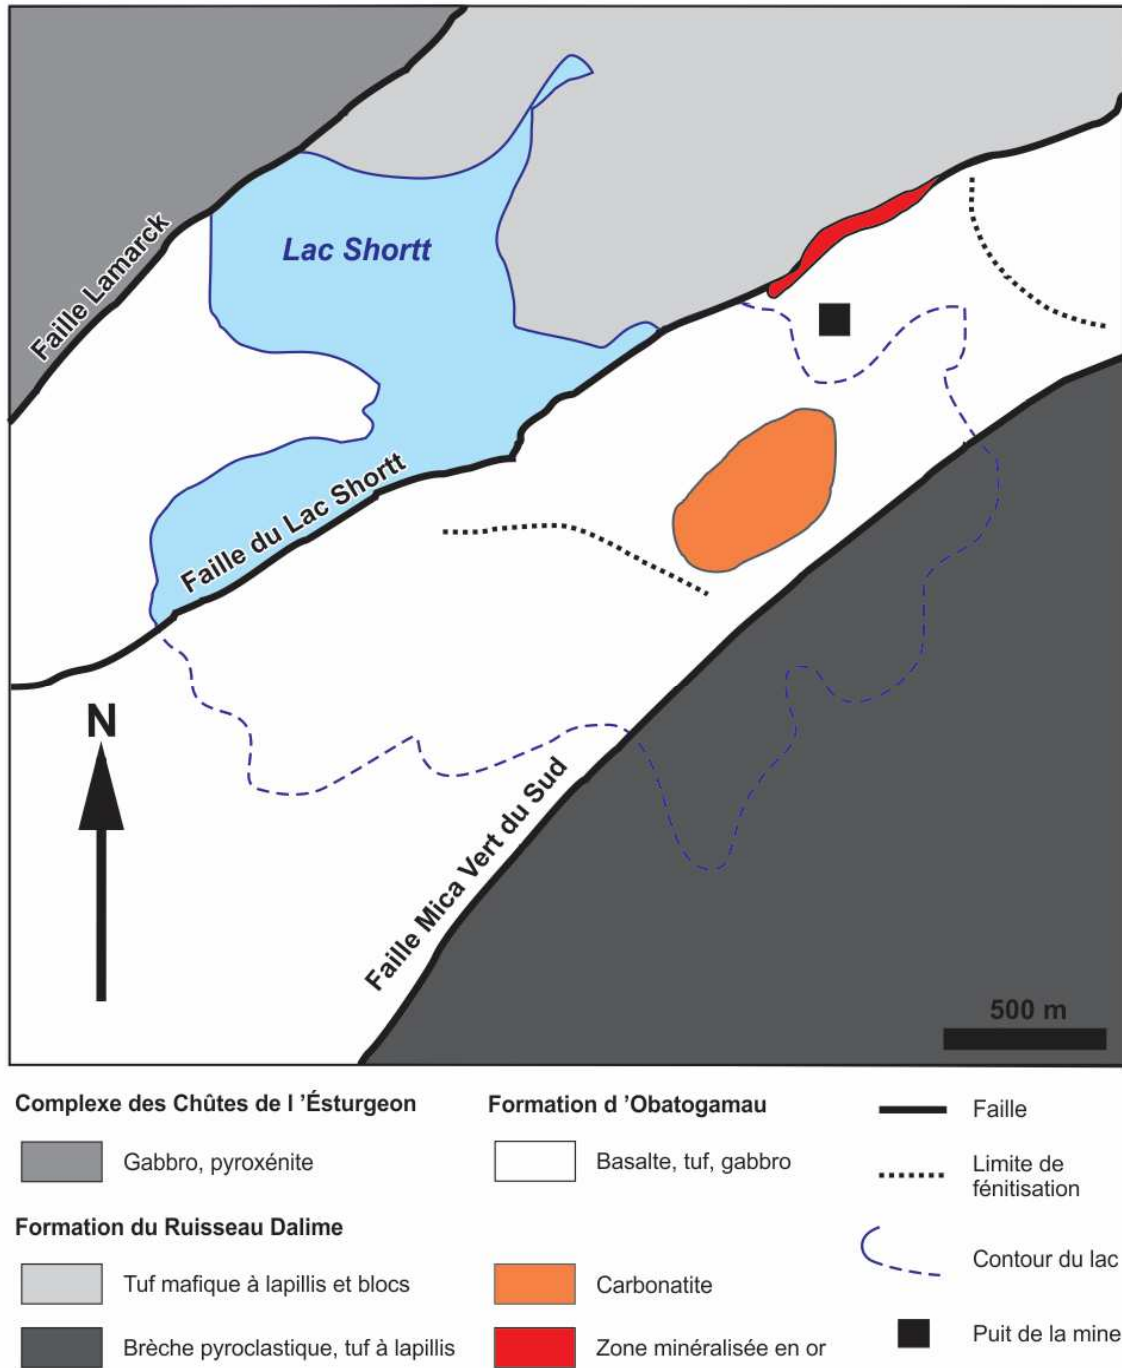 Lac Shortt
Faille Lamarck
Faille du Lac Shortt
N
Faille Mica Vert du Sud
500 m
Complexe des Chûtes de l 'Ésturgeon
Gabbro, pyroxénite
Formation du Ruisseau Dalime
Tuf mafique à lapillis et blocs
Brèche pyroclastique, tuf à lapillis
Formation d 'Obatogamau
Basalte, tuf, gabbro
Carbonatite
Zone minéralisée en or
Faille
Limite de
fénitisation
Contour du lac
Puit de la mine